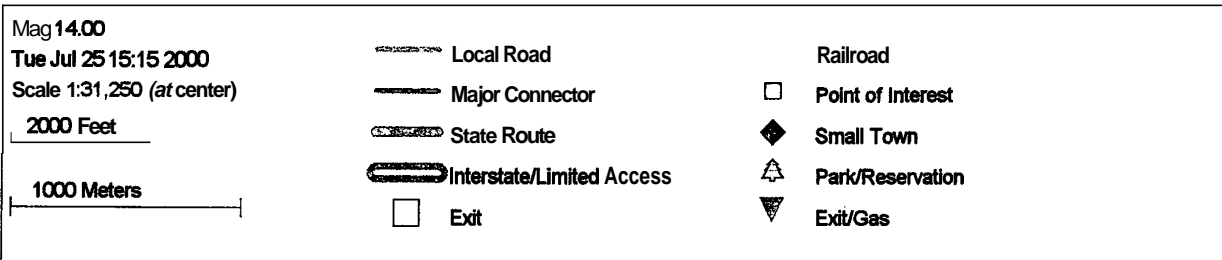 Mag 14.00
Tue Jul 25 15:15 2000
Scale 1:31,250 (at center)
2000 Feet
1000 Meters
Local Road
Major Connector
State Route
Interstate/Limited Access
Exit
Railroad
Point of Interest
Small Town
Park/Reservation
Exit/Gas